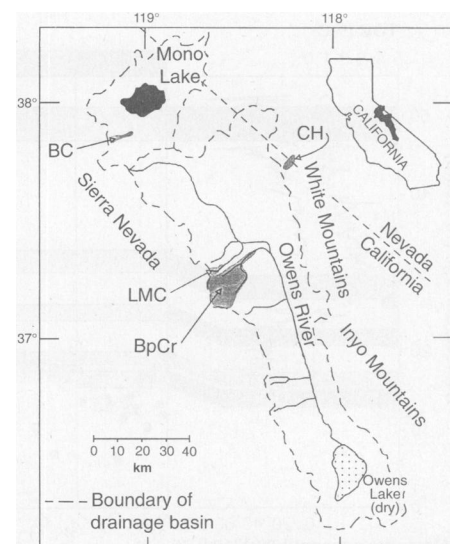 119°
118°
Mono
Lake
38°
BC
CH
CALIFORNIA
Sierra Nevada
White Mountains
Nevada
California
Owens River
LMC
BpCr
37°
Inyo Mountains
0 10 20 30 40
km
Owens
Lake
(dry)
Boundary of
drainage basin